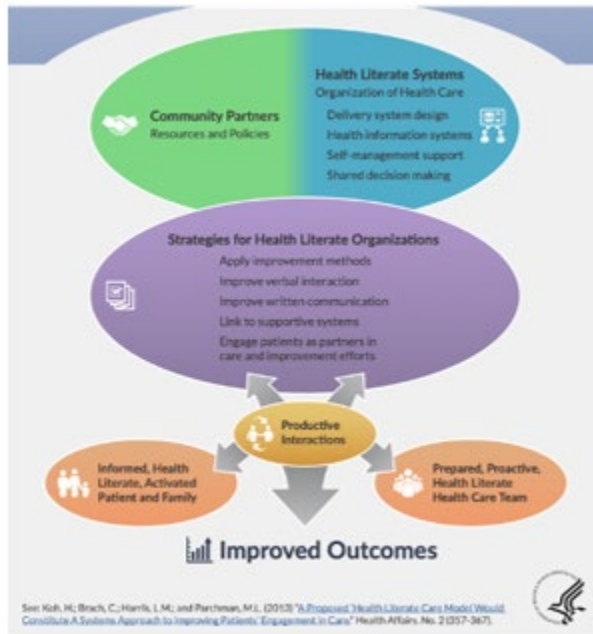 Health Literate Systems
Organization of Health Care
Delivery system design
Health information systems
Self-management support
Shared decision making
Community Partners
Resources and Policies
Strategies for Health Literate Organizations
Apply improvement methods
Improve verbal interaction
Improve written communication
Link to supportive systems
Engage patients as partners in
care and improvement efforts
Productive
Interactions
Informed, Health
Literate, Activated
Patient and Family
Prepared, Proactive,
Health Literate
Health Care Team
Improved Outcomes
See: Koh, H.; Brach, C.; Harris, L.M.; and Parchman, M.L. (2013) "A Proposed 'Health Literate Care Model' Would
Constitute A Systems Approach to Improving Patients' Engagement in Care." Health Affairs. No. 2 (357-367).